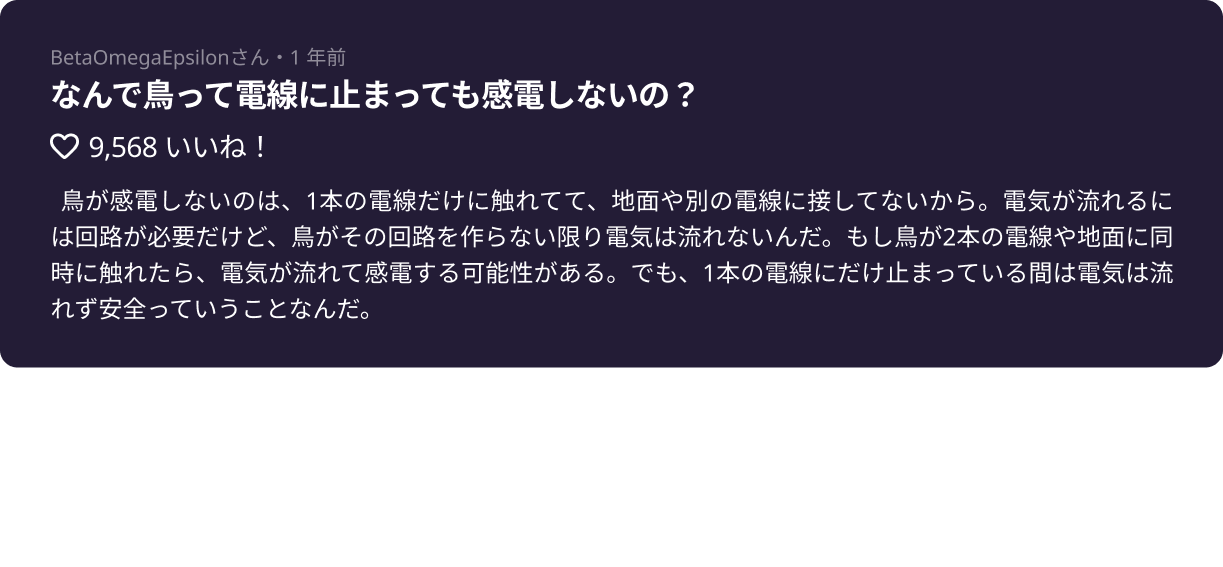 BetaOmegaEpsilonさん・1 年前
なんで鳥って電線に止まっても感電しないの？
9,568 いいね！
鳥が感電しないのは、1本の電線だけに触れてて、地面や別の電線に接してないから。電気が流れるに
は回路が必要だけど、鳥がその回路を作らない限り電気は流れないんだ。もし鳥が2本の電線や地面に同
時に触れたら、電気が流れて感電する可能性がある。でも、1本の電線にだけ止まっている間は電気は流
れず安全っていうことなんだ。